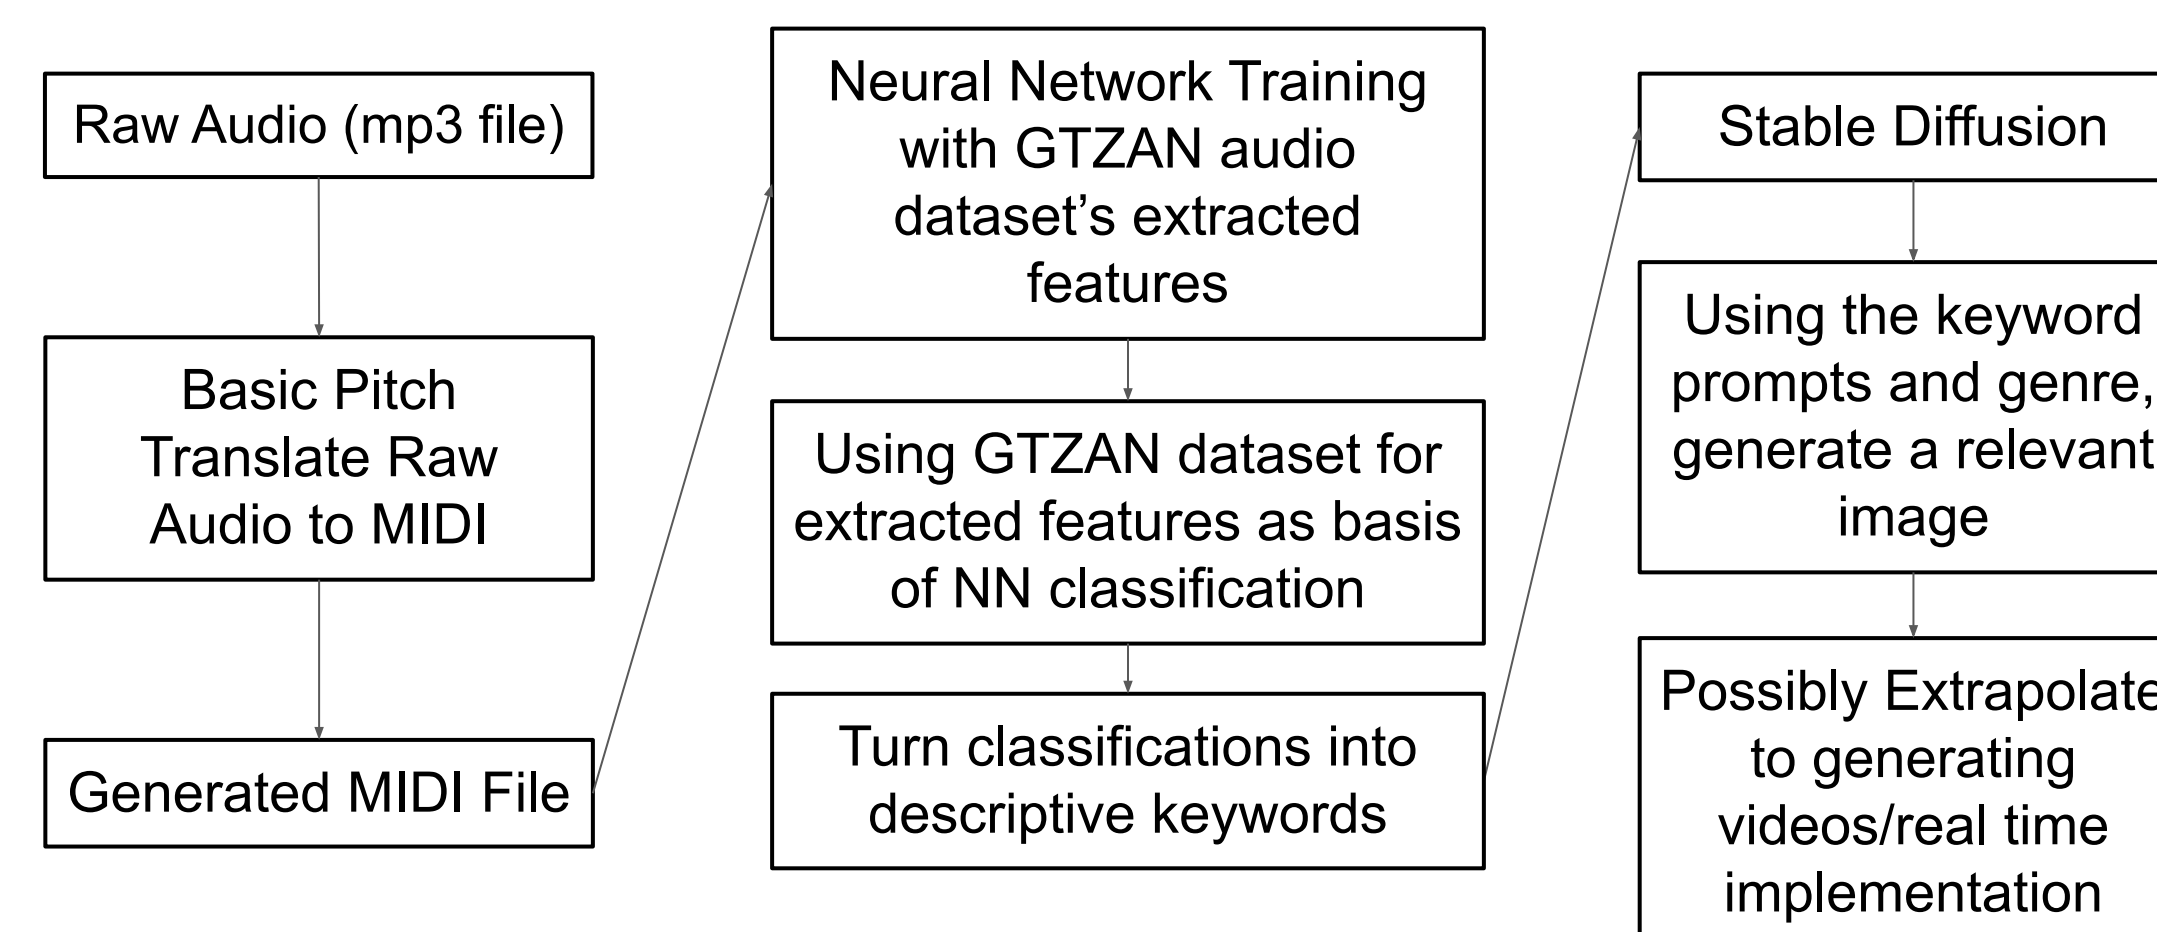 Raw Audio (mp3 file)
Basic Pitch
Translate Raw
Audio to MIDI
Generated MIDI File
Neural Network Training
with GTZAN audio
dataset’s extracted
features
Using GTZAN dataset for
extracted features as basis
of NN classification
Turn classifications into
descriptive keywords
Stable Diffusion
Using the keyword
prompts and genre,
generate a relevant
image
Possibly Extrapolate
to generating
videos/real time
implementation